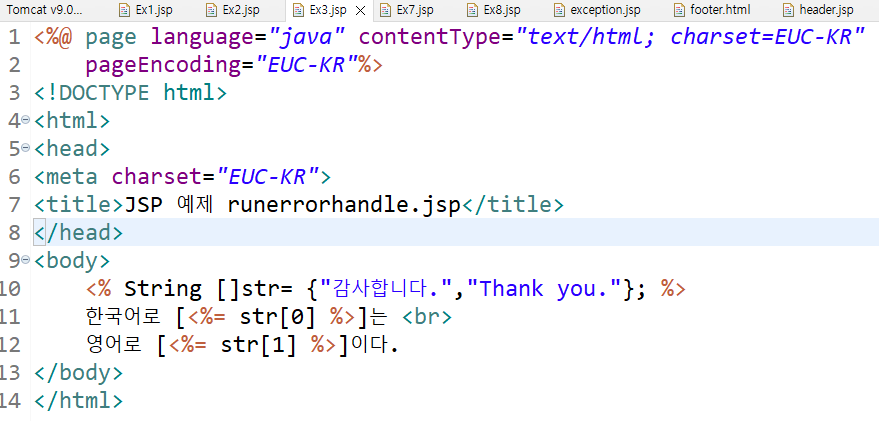 Tomcat v9.0... Ex1.jsp Ex2.jsp Ex3.jsp Ex7.jsp Ex8.jsp exception.jsp footer.html header.jsp
1 <%@ page language="java" contentType="text/html; charset=EUC-KR"
2     pageEncoding="EUC-KR"%>
3 <!DOCTYPE html>
4 <html>
5 <head>
6 <meta charset="EUC-KR">
7 <title>JSP 예제 runerrorhandle.jsp</title>
8 </head>
9 <body>
10     <% String []str= {"감사합니다.","Thank you."}; %>
11     한국어로 [<%= str[0] %>]는 <br>
12     영어로 [<%= str[1] %>]이다.
13 </body>
14 </html>